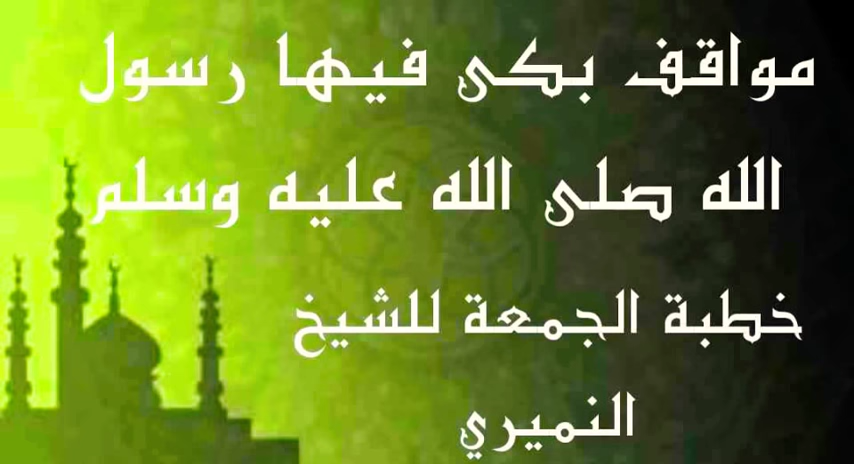 مواقف بكى فيها رسول
الله صلى الله عليه وسلم
خطبة الجمعة للشيخ
النميري